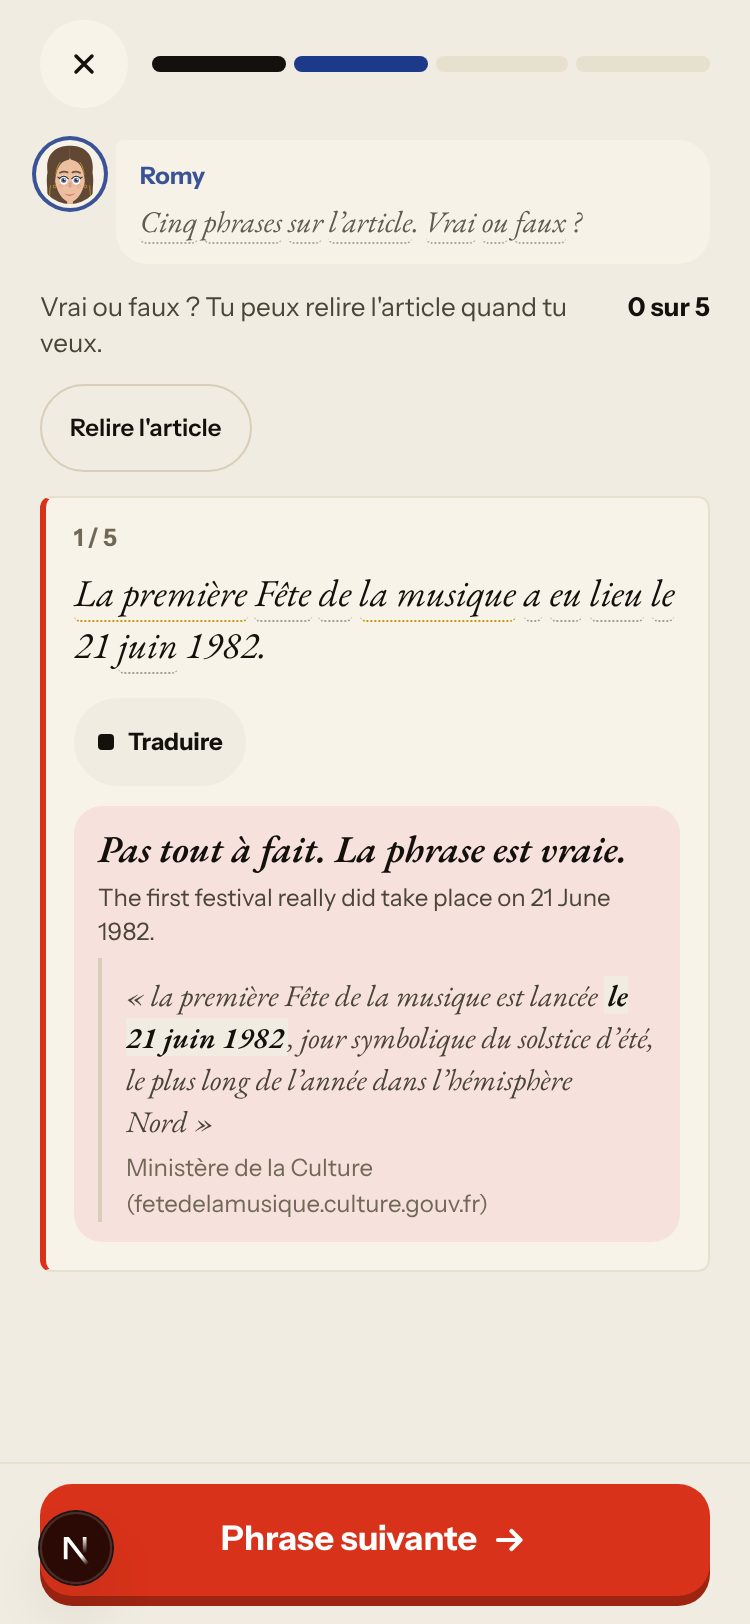 Romy
Cinq phrases sur l’article. Vrai ou faux ?
Vrai ou faux ? Tu peux relire l'article quand tu
veux.
0 sur 5
Relire l'article
1 / 5
La première Fête de la musique a eu lieu le
21 juin 1982.
Traduire
Pas tout à fait. La phrase est vraie.
The first festival really did take place on 21 June
1982.
« la première Fête de la musique est lancée le
21 juin 1982, jour symbolique du solstice d’été,
le plus long de l’année dans l’hémisphère
Nord »
Ministère de la Culture
(fetedelamusique.culture.gouv.fr)
Phrase suivante →
N